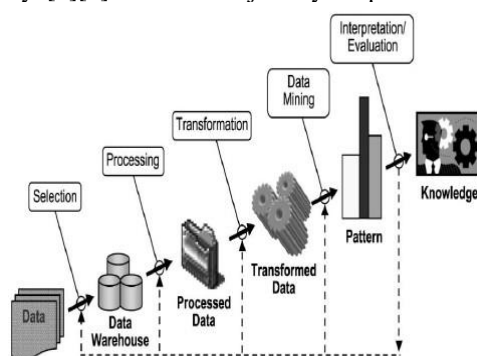 Interpretation/
Evaluation
Data
Mining
Transformation
Processing
Selection
Knowledge
Pattern
Transformed
Data
Processed
Data
Data
Warehouse
Data